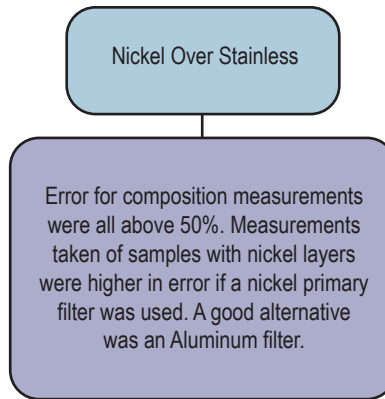 Nickel Over Stainless
Error for composition measurements
were all above 50%. Measurements
taken of samples with nickel layers
were higher in error if a nickel primary
filter was used. A good alternative
was an Aluminum filter.